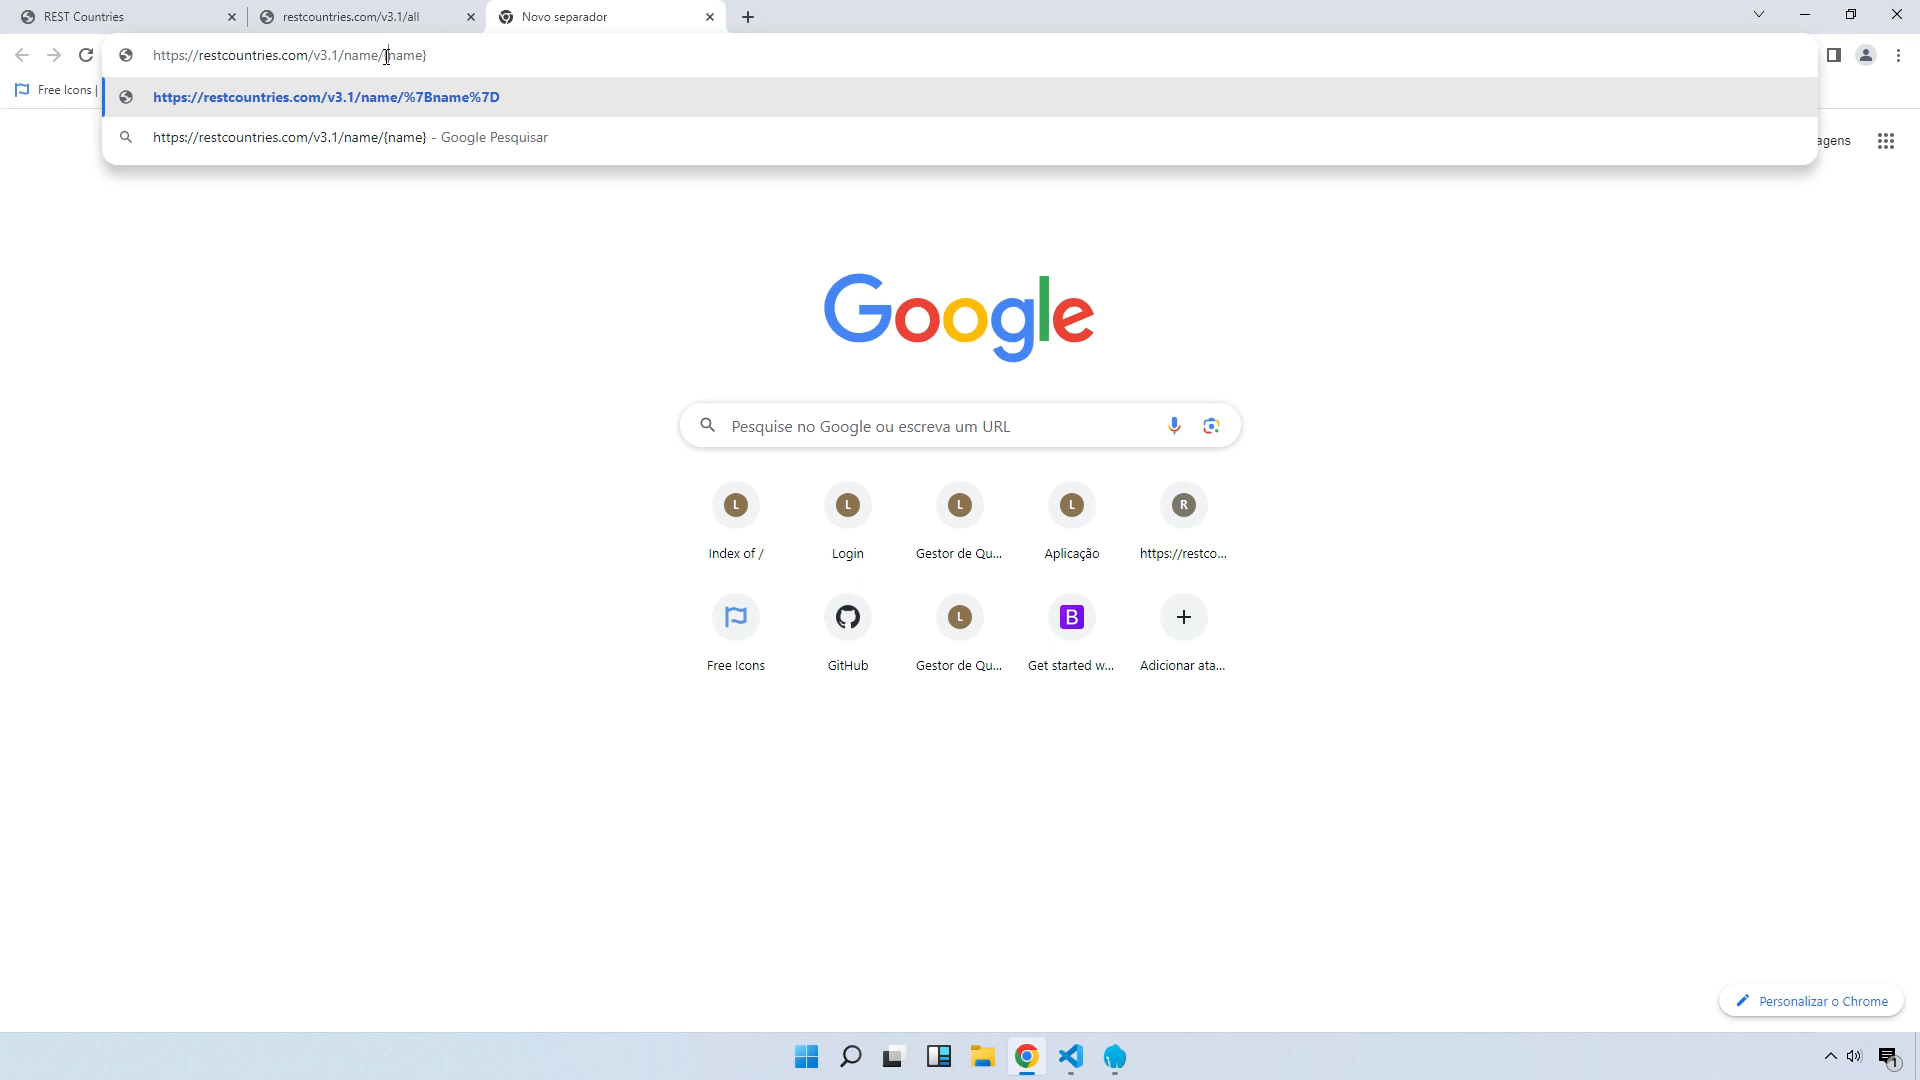 REST Countries
restcountries.com/v3.1/all
Novo separador
https://restcountries.com/v3.1/name/{name}
Free Icons |
https://restcountries.com/v3.1/name/%7Bname%7D
https://restcountries.com/v3.1/name/{name} - Google Pesquisar
agens
Google
Pesquise no Google ou escreva um URL
L
L
L
L
R
Index of /
Login
Gestor de Qu...
Aplicação
https://restco...
L
B
Free Icons
GitHub
Gestor de Qu...
Get started w...
Adicionar ata...
Personalizar o Chrome
1